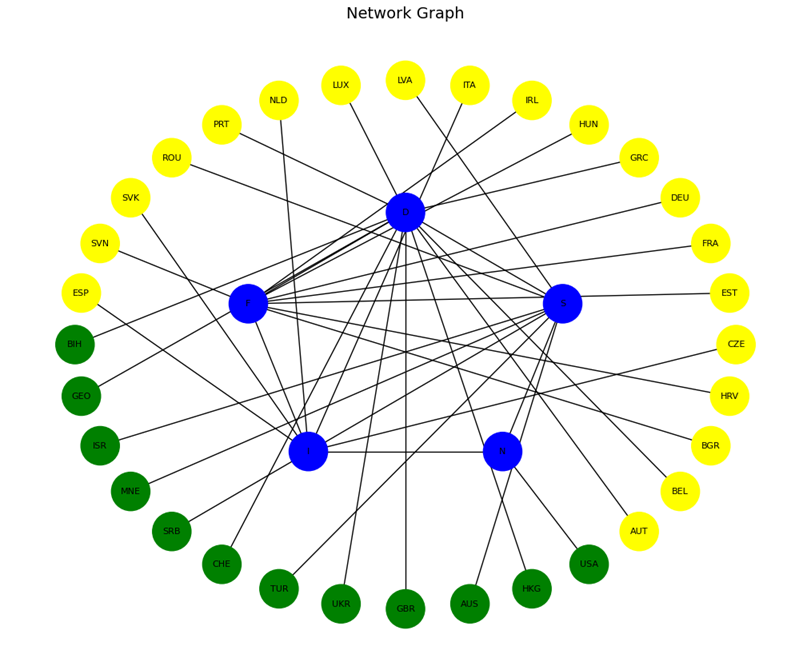 Network Graph
LVA
LUX
ITA
NLD
IRL
PRT
HUN
ROU
GRC
SVK
DEU
SVN
FRA
ESP
EST
F
S
BIH
CZE
GEO
HRV
ISR
BGR
I
N
MNE
BEL
SRB
AUT
CHE
USA
TUR
HKG
UKR
AUS
GBR